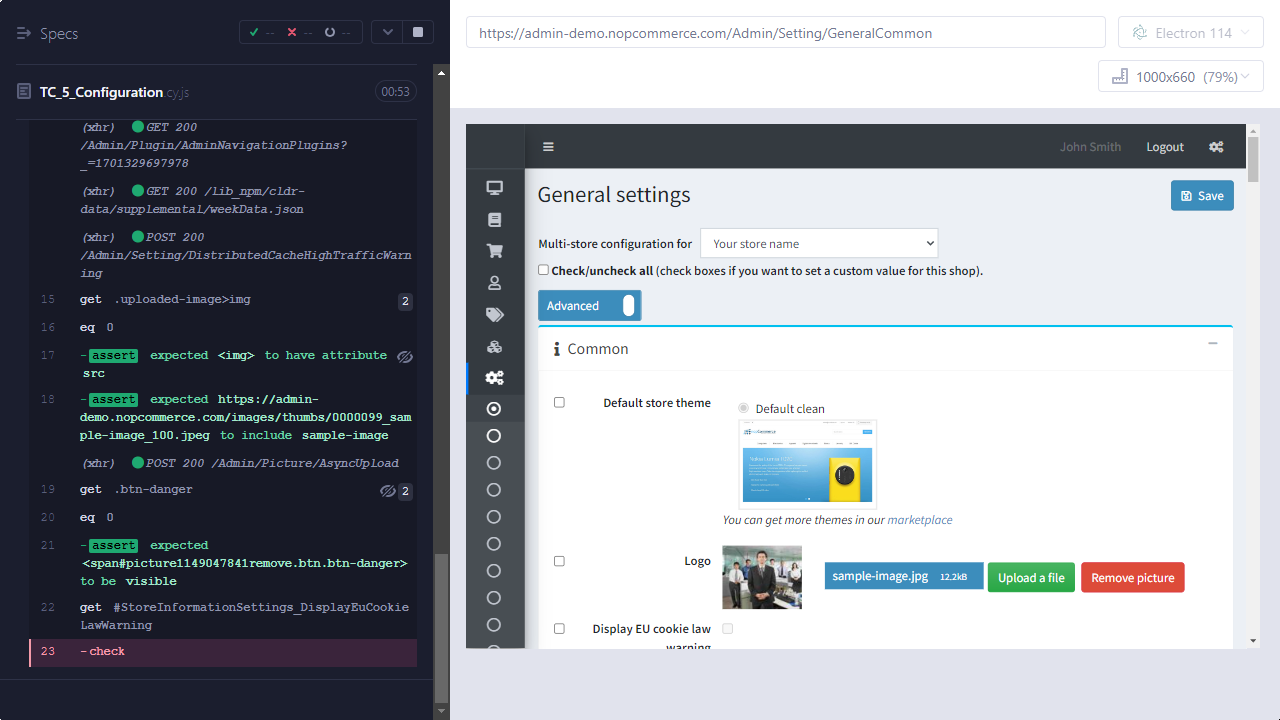 Specs
-- -- --
TC_5_Configuration.cy.js
00:53
(xhr) GET 200
/Admin/Plugin/AdminNavigationPlugins?
_=1701329697978
(xhr) GET 200 /lib_npm/cldr-
data/supplemental/weekData.json
(xhr) POST 200
/Admin/Setting/DistributedCacheHighTrafficWarn
ing
15 get .uploaded-image>img 2
16 eq 0
17 -assert expected <img> to have attribute
src
18 -assert expected https://admin-
demo.nopcommerce.com/images/thumbs/0000099_sam
ple-image_100.jpeg to include sample-image
(xhr) POST 200 /Admin/Picture/AsyncUpload
19 get .btn-danger 2
20 eq 0
21 -assert expected
<span#picture1149047841remove.btn.btn-danger>
to be visible
22 get #StoreInformationSettings_DisplayEuCookie
LawWarning
23 -check
https://admin-demo.nopcommerce.com/Admin/Setting/GeneralCommon
Electron 114
1000x660 (79%)
John Smith Logout
General settings
Save
Multi-store configuration for Your store name
Check/uncheck all (check boxes if you want to set a custom value for this shop).
Advanced
Common
Default store theme
Default clean
You can get more themes in our marketplace
Logo
sample-image.jpg 12.2kB
Upload a file
Remove picture
Display EU cookie law
warning